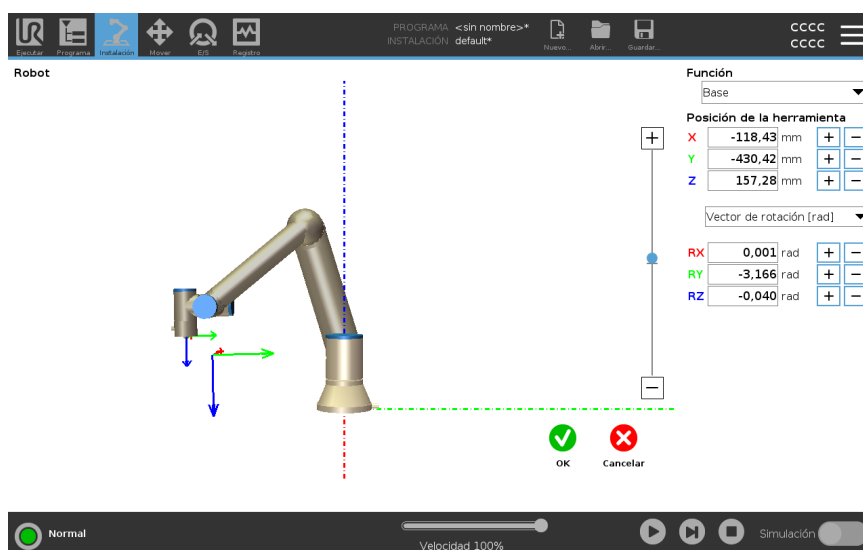 UR
PROGRAMA <sin nombre>*
INSTALACIÓN default*
cccc
cccc
Ejecutar Programa Instalación Mover E/S Registro
Nuevo... Abrir... Guardar...
Robot
Función
Base
Posición de la herramienta
X -118,43 mm + −
Y -430,42 mm + −
Z 157,28 mm + −
+
Vector de rotación [rad]
RX 0,001 rad + −
RY -3,166 rad + −
RZ -0,040 rad + −
−
OK Cancelar
Normal
Velocidad 100%
Simulación